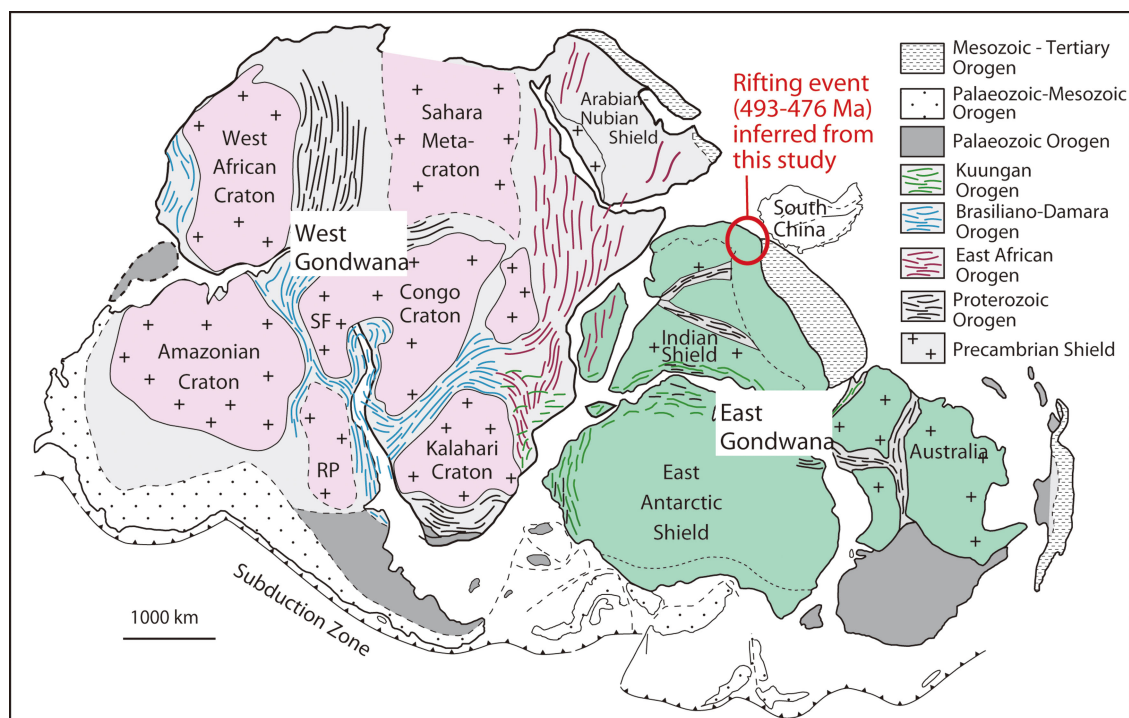 West
African
Craton
Sahara
Meta-
craton
Arabian
Nubian
Shield
Rifting event
(493-476 Ma)
inferred from
this study
South
China
West
Gondwana
SF
Congo
Craton
Amazonian
Craton
RP
Kalahari
Craton
Indian
Shield
East
Gondwana
Australia
East
Antarctic
Shield
Subduction Zone
1000 km
Mesozoic - Tertiary
Orogen
Palaeozoic-Mesozoic
Orogen
Palaeozoic Orogen
Kuungan
Orogen
Brasiliano-Damara
Orogen
East African
Orogen
Proterozoic
Orogen
Precambrian Shield